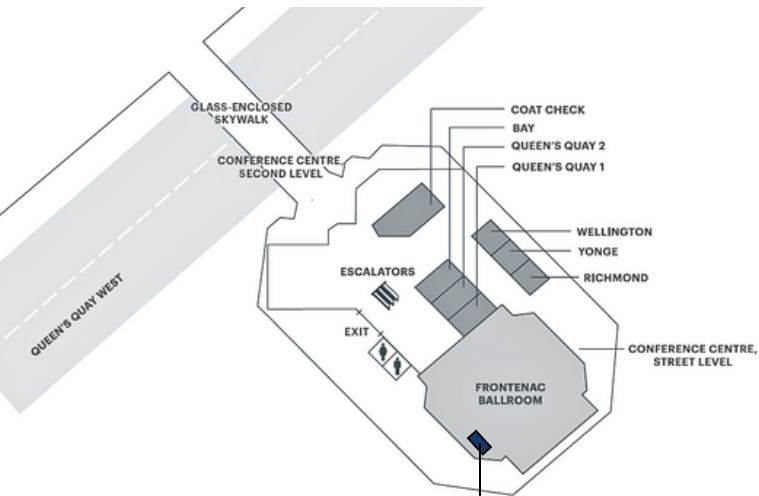 GLASS-ENCLOSED
SKYWALK
CONFERENCE CENTRE,
SECOND LEVEL
COAT CHECK
BAY
QUEEN'S QUAY 2
QUEEN'S QUAY 1
WELLINGTON
YONGE
RICHMOND
ESCALATORS
QUEEN'S QUAY WEST
EXIT
CONFERENCE CENTRE,
STREET LEVEL
FRONTENAC
BALLROOM